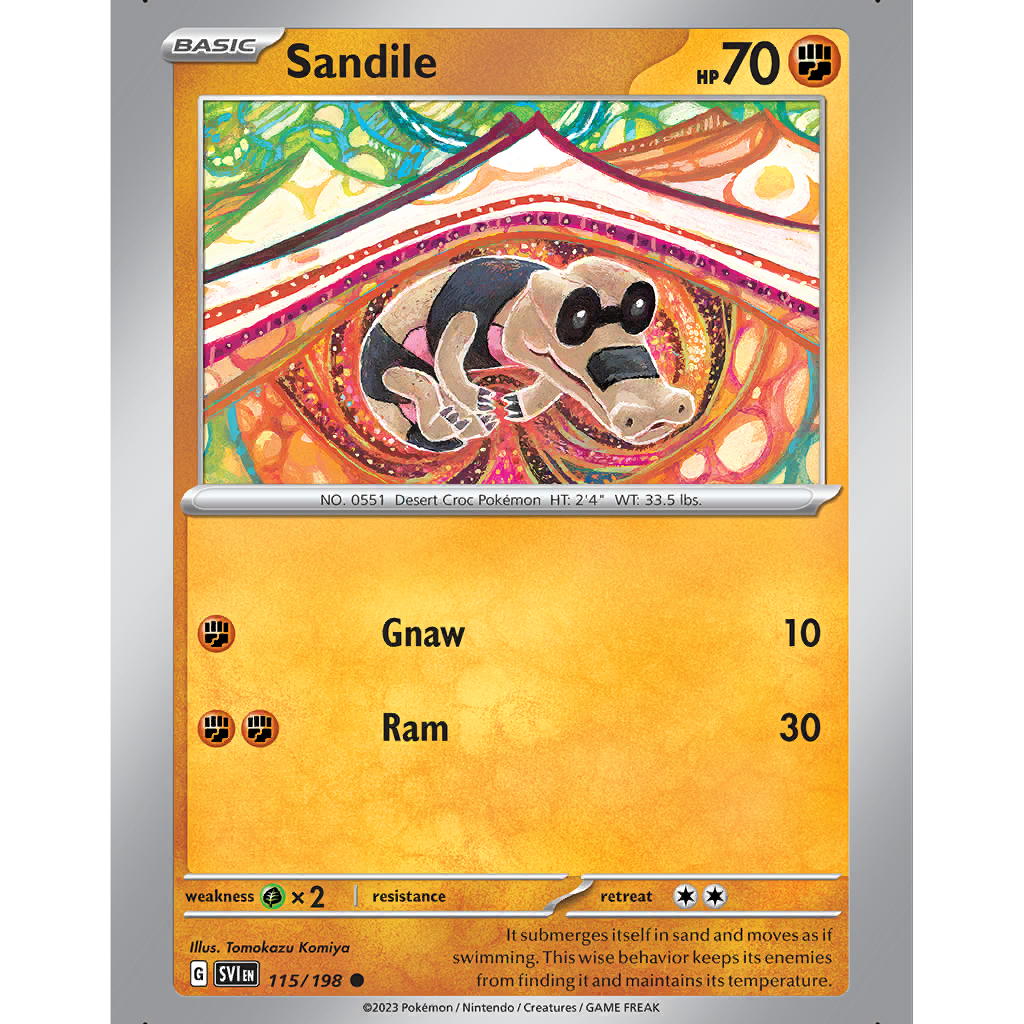 BASIC Sandile HP 70
NO. 0551 Desert Croc Pokémon HT: 2'4" WT: 33.5 lbs.
Gnaw 10
Ram 30
weakness ×2 resistance retreat
It submerges itself in sand and moves as if
swimming. This wise behavior keeps its enemies
from finding it and maintains its temperature.
Illus. Tomokazu Komiya
G SVI EN 115/198
©2023 Pokémon / Nintendo / Creatures / GAME FREAK